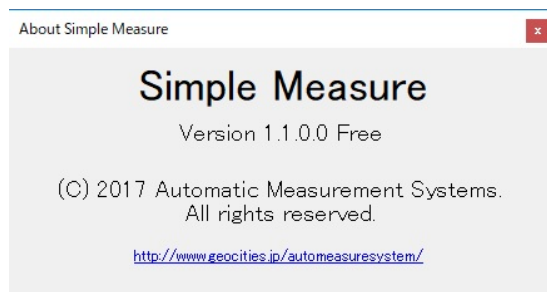 About Simple Measure
x
Simple Measure
Version 1.1.0.0 Free
(C) 2017 Automatic Measurement Systems.
All rights reserved.
http://www.geocities.jp/automeasuresystem/